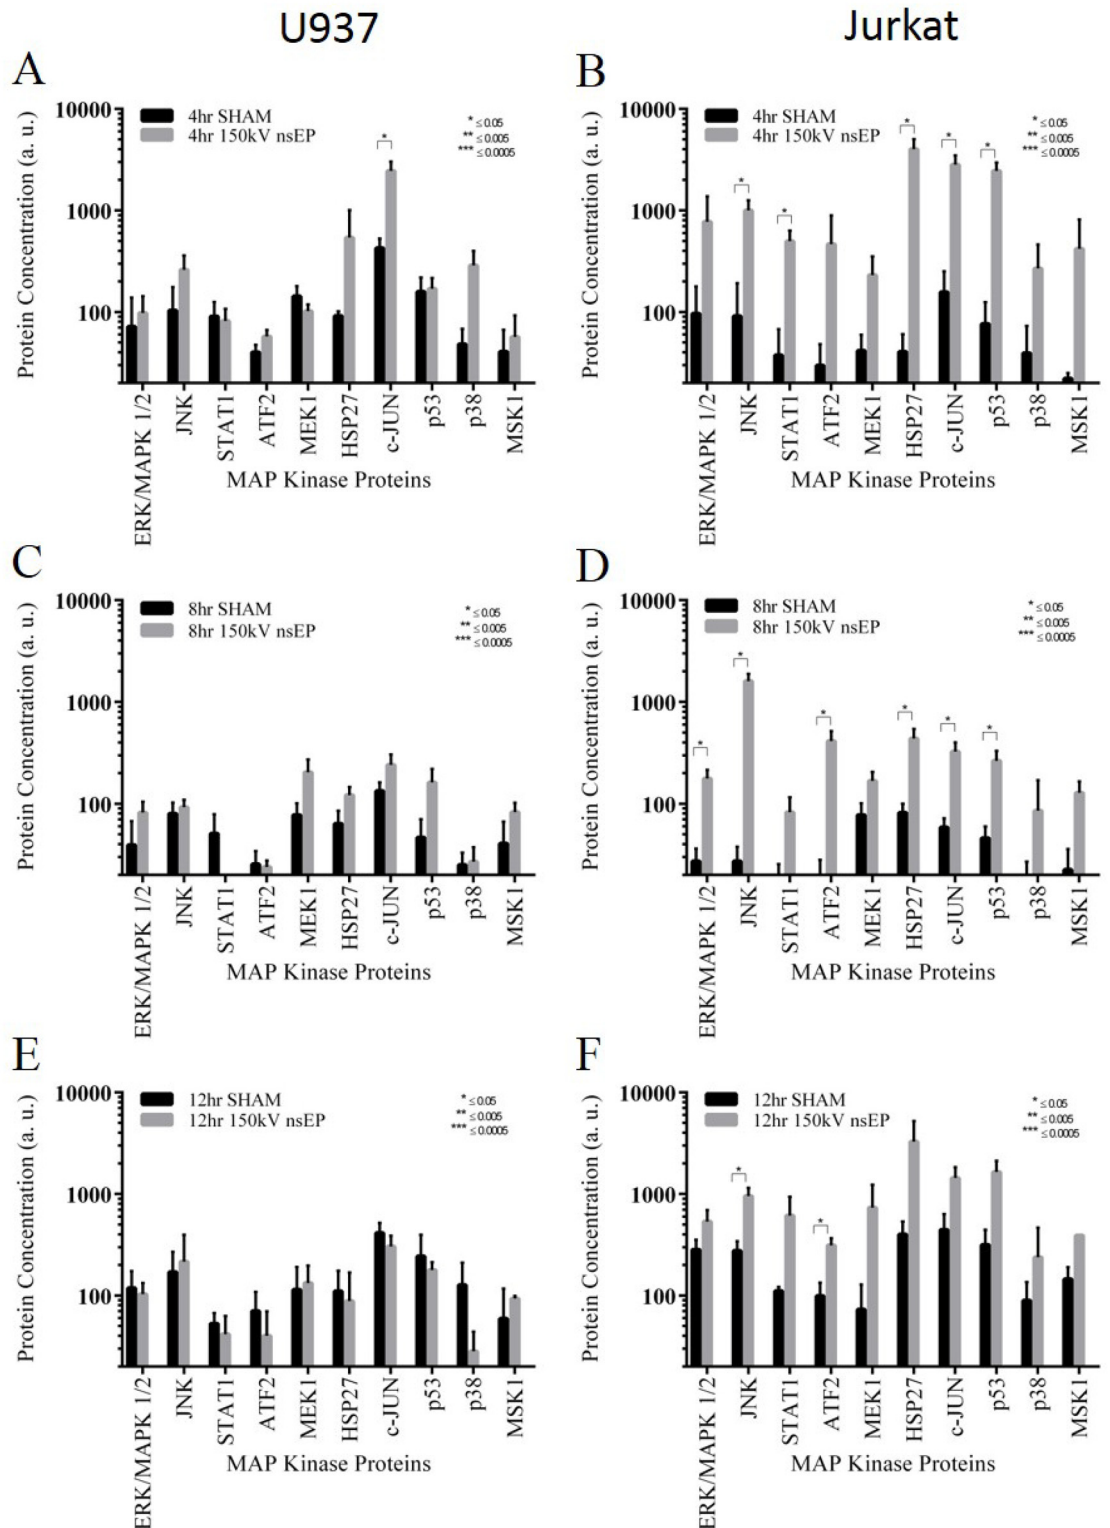 U937
Jurkat
A
10000
1000
100
Protein Concentration (a. u.)
4hr SHAM
4hr 150kV nsEP
* ≤ 0.05
** ≤ 0.005
*** ≤ 0.0005
*
ERK/MAPK 1/2
JNK
STAT1
ATF2
MEK1
HSP27
c-JUN
p53
p38
MSK1
MAP Kinase Proteins
B
10000
1000
100
Protein Concentration (a. u.)
4hr SHAM
4hr 150kV nsEP
* ≤ 0.05
** ≤ 0.005
*** ≤ 0.0005
*
*
*
*
*
ERK/MAPK 1/2
JNK
STAT1
ATF2
MEK1
HSP27
c-JUN
p53
p38
MSK1
MAP Kinase Proteins
C
10000
1000
100
Protein Concentration (a. u.)
8hr SHAM
8hr 150kV nsEP
* ≤ 0.05
** ≤ 0.005
*** ≤ 0.0005
ERK/MAPK 1/2
JNK
STAT1
ATF2
MEK1
HSP27
c-JUN
p53
p38
MSK1
MAP Kinase Proteins
D
10000
1000
100
Protein Concentration (a. u.)
8hr SHAM
8hr 150kV nsEP
* ≤ 0.05
** ≤ 0.005
*** ≤ 0.0005
*
*
*
*
*
*
ERK/MAPK 1/2
JNK
STAT1
ATF2
MEK1
HSP27
c-JUN
p53
p38
MSK1
MAP Kinase Proteins
E
10000
1000
100
Protein Concentration (a. u.)
12hr SHAM
12hr 150kV nsEP
* ≤ 0.05
** ≤ 0.005
*** ≤ 0.0005
ERK/MAPK 1/2
JNK
STAT1
ATF2
MEK1
HSP27
c-JUN
p53
p38
MSK1
MAP Kinase Proteins
F
10000
1000
100
Protein Concentration (a. u.)
12hr SHAM
12hr 150kV nsEP
* ≤ 0.05
** ≤ 0.005
*** ≤ 0.0005
*
*
ERK/MAPK 1/2
JNK
STAT1
ATF2
MEK1
HSP27
c-JUN
p53
p38
MSK1
MAP Kinase Proteins